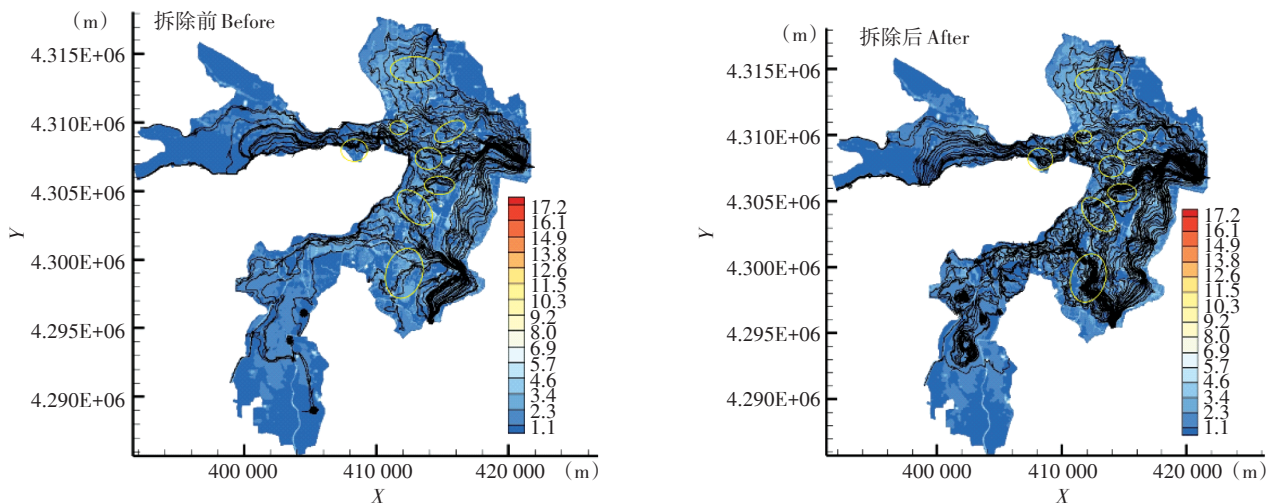 (m)
拆除前 Before
4.315E+06
4.310E+06
4.305E+06
4.300E+06
4.295E+06
4.290E+06
Y
17.2
16.1
14.9
13.8
12.6
11.5
10.3
9.2
8.0
6.9
5.7
4.6
3.4
2.3
1.1
400 000
410 000
420 000
(m)
X
(m)
拆除后 After
4.315E+06
4.310E+06
4.305E+06
4.300E+06
4.295E+06
4.290E+06
Y
17.2
16.1
14.9
13.8
12.6
11.5
10.3
9.2
8.0
6.9
5.7
4.6
3.4
2.3
1.1
400 000
410 000
420 000
(m)
X